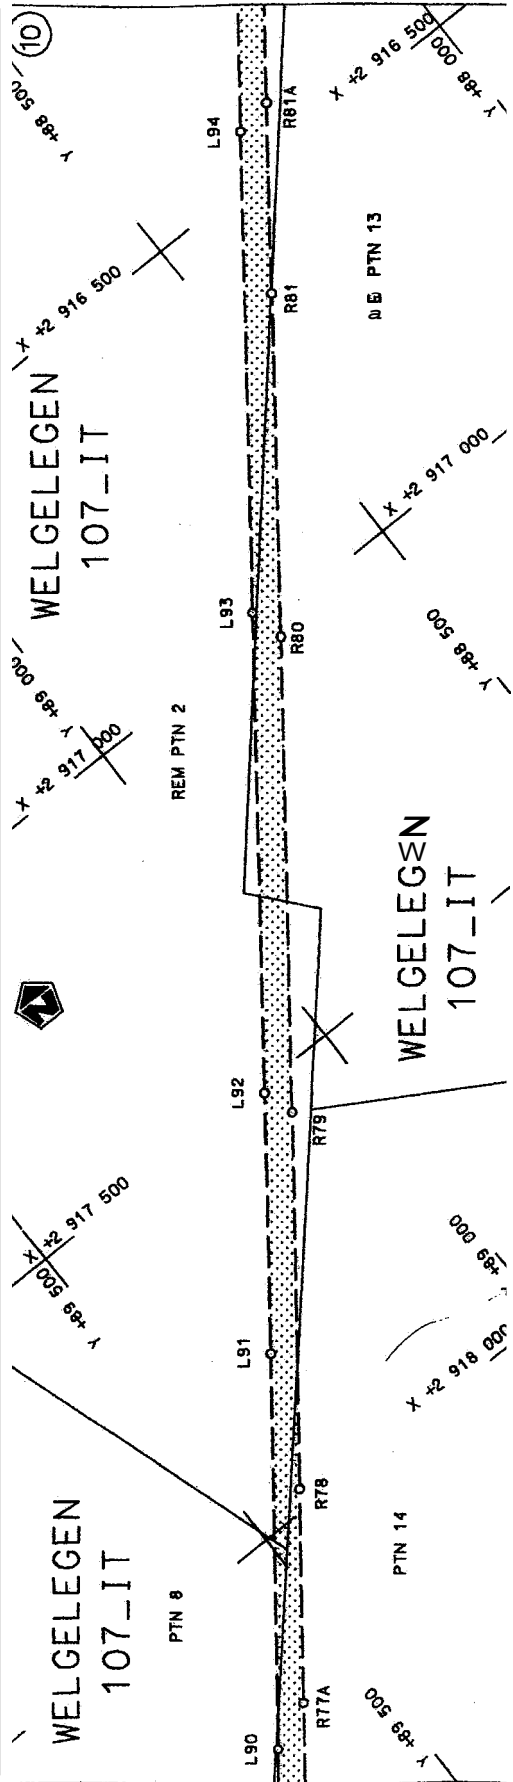 10
Y +88 500
X +2 916 500
Y +88 000
L94
R81A
X +2 916 500
R81
PTN 13
WELGELEGEN
107_IT
X +2 917 000
L93
R80
Y +88 500
Y +89 000
X +2 917 000
REM PTN 2
WELGELEGEN
107_IT
N
L92
R79
X +2 917 500
Y +89 500
+89 000
L91
X +2 918 000
R78
PTN 14
WELGELEGEN
107_IT
PTN 8
R77A
L90
Y +89 500